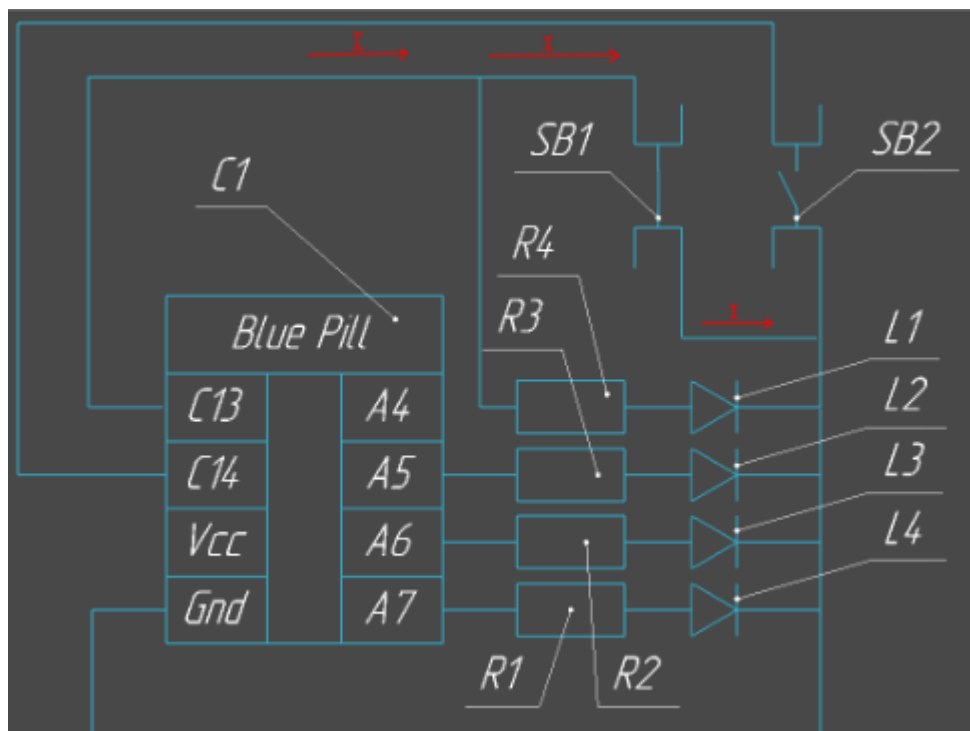 I I
SB1 SB2
C1
R4
R3
I
Blue Pill
L1
C13 A4
L2
C14 A5
L3
Vcc A6
L4
Gnd A7
R1 R2